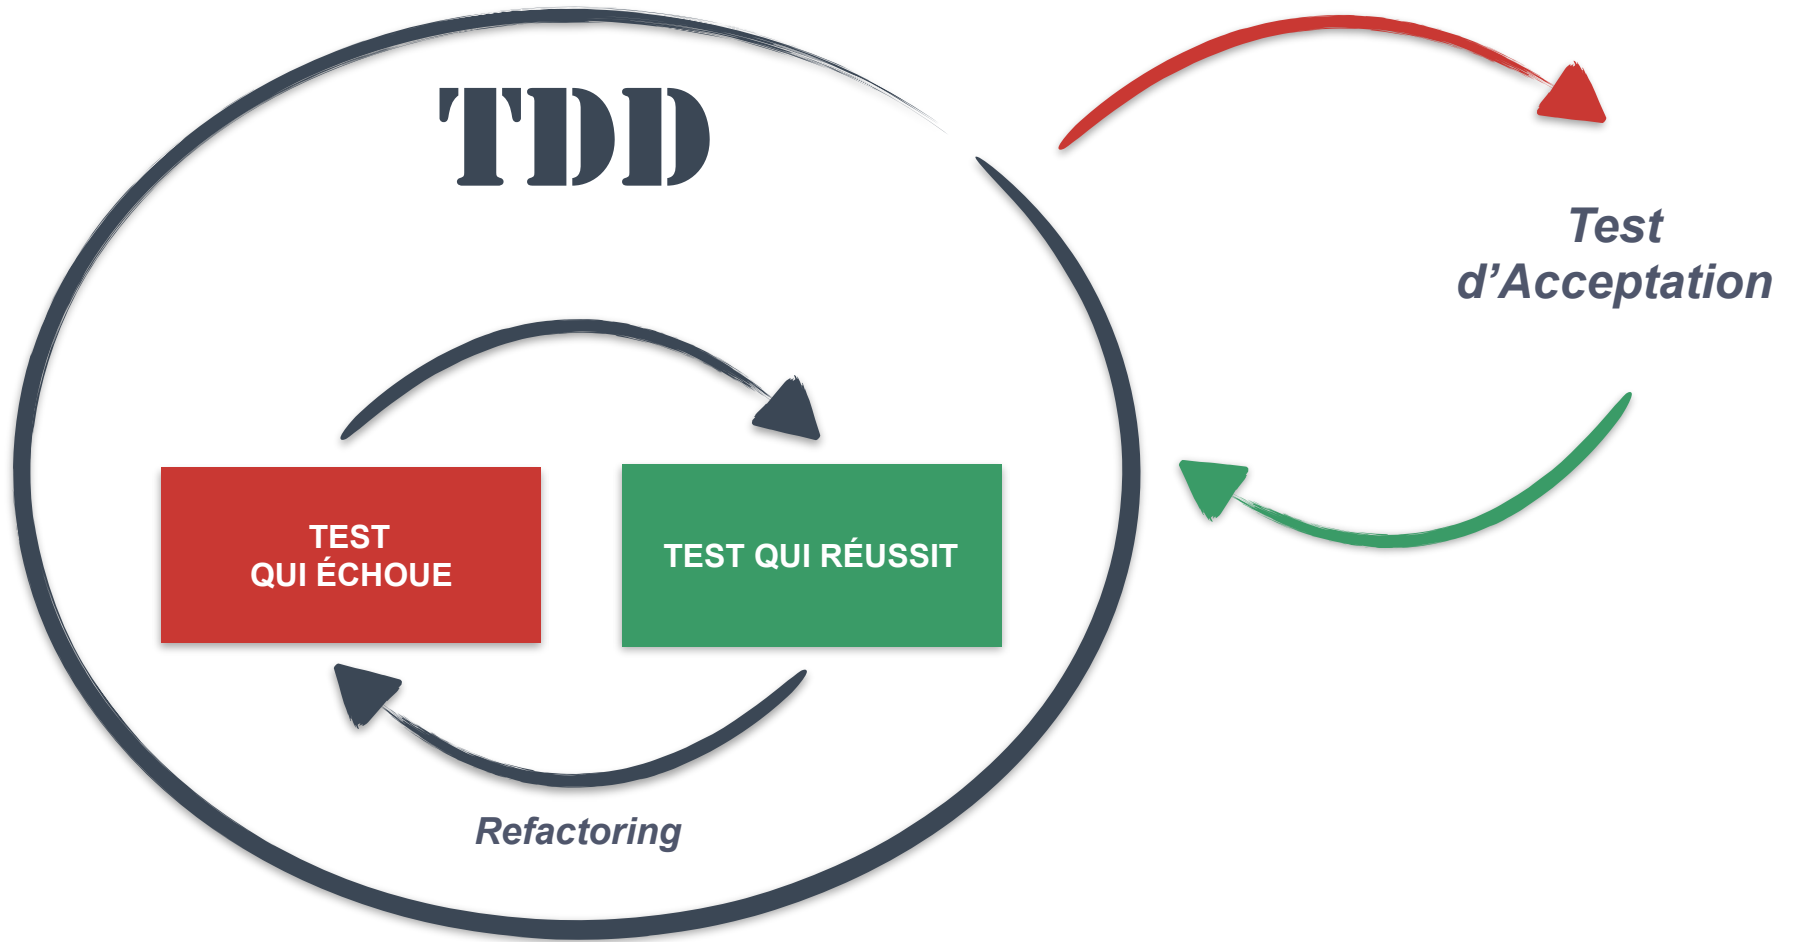 TDD
Test
d’Acceptation
TEST
QUI ÉCHOUE
TEST QUI RÉUSSIT
Refactoring